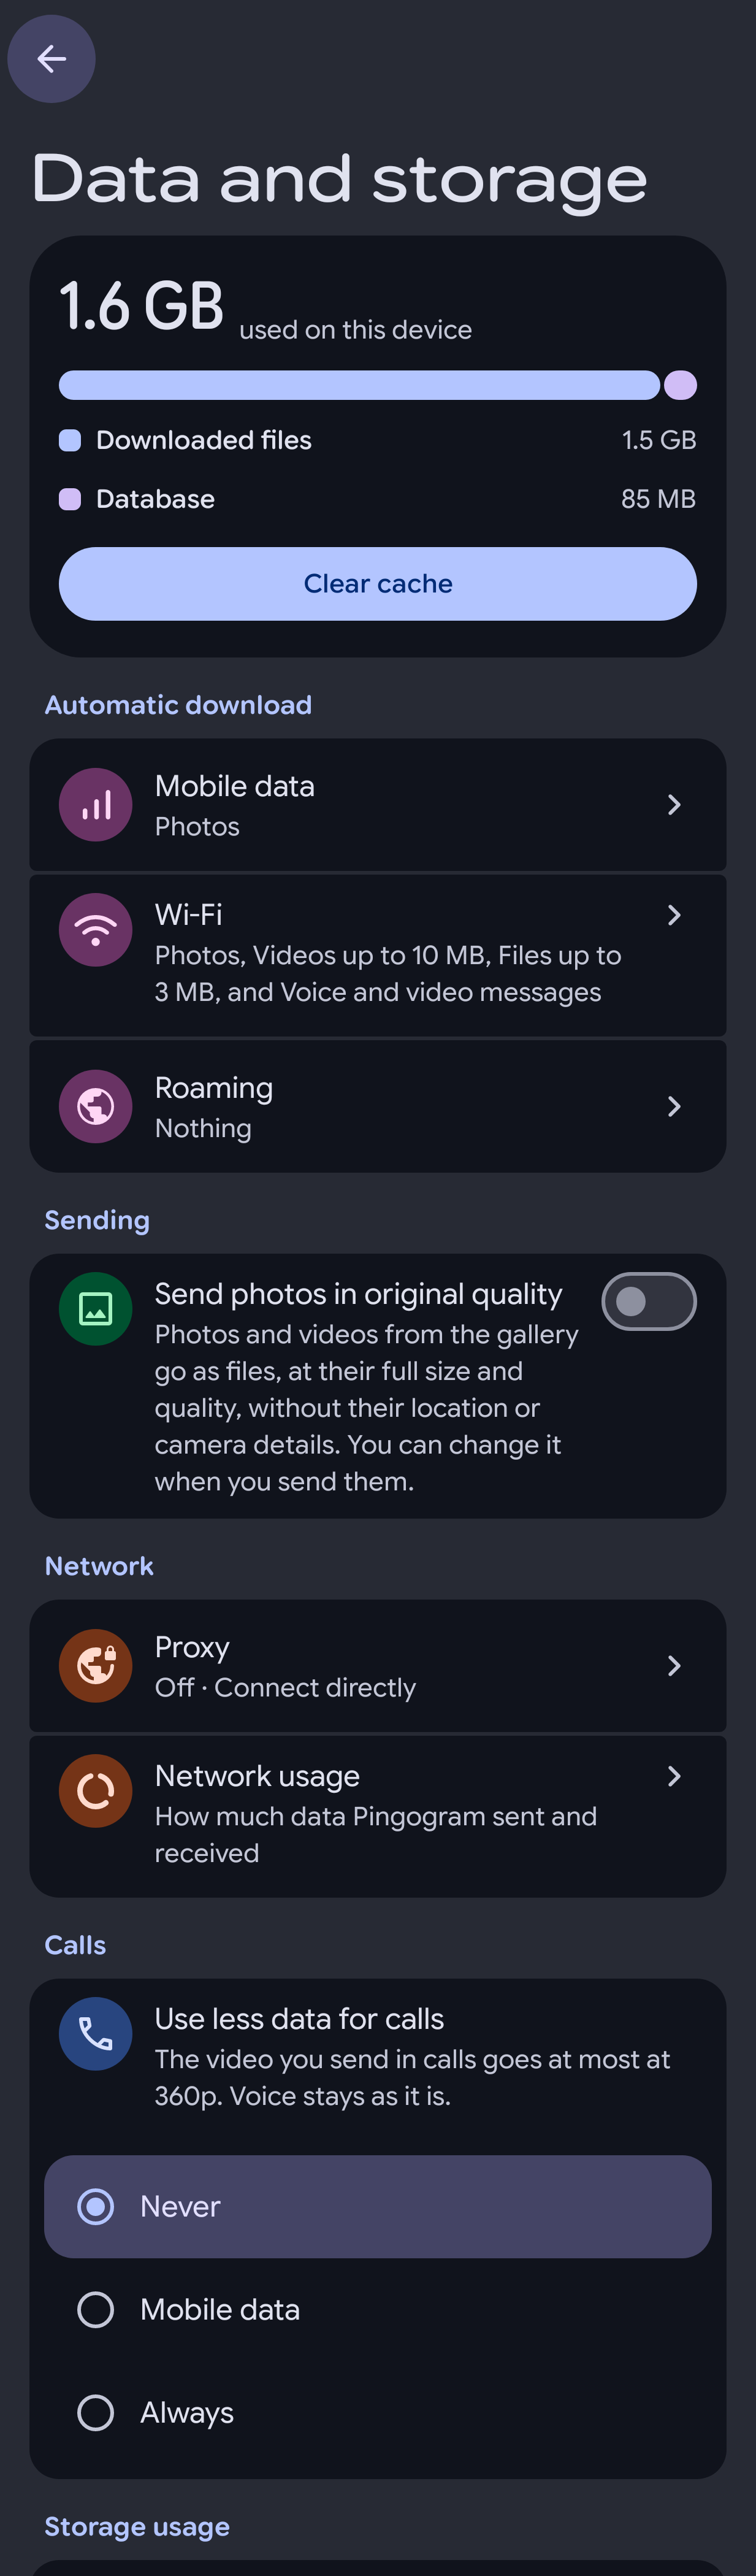 Data and storage
1.6 GB used on this device
Downloaded files 1.5 GB
Database 85 MB
Clear cache
Automatic download
Mobile data
Photos
Wi-Fi
Photos, Videos up to 10 MB, Files up to
3 MB, and Voice and video messages
Roaming
Nothing
Sending
Send photos in original quality
Photos and videos from the gallery
go as files, at their full size and
quality, without their location or
camera details. You can change it
when you send them.
Network
Proxy
Off · Connect directly
Network usage
How much data Pingogram sent and
received
Calls
Use less data for calls
The video you send in calls goes at most at
360p. Voice stays as it is.
Never
Mobile data
Always
Storage usage